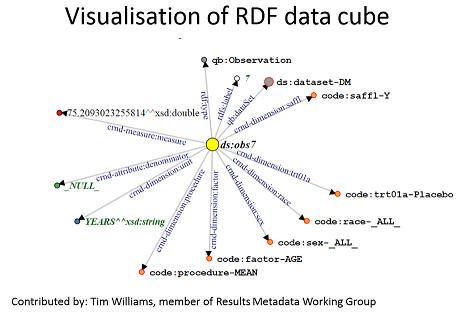 Visualisation of RDF data cube
qb:Observation
7
ds:dataset-DM
code:saffl-Y
75.2093023255814^^xsd:double
rdf:type
rdfs:label
qb:dataSet
crnd-dimension:saffl
crnd-measure:measure
ds:obs7
crnd-attribute:denominator
crnd-dimension:unit
crnd-dimension:procedure
crnd-dimension:factor
crnd-dimension:sex
crnd-dimension:race
crnd-dimension:trt01a
_NULL_
YEARS^^xsd:string
code:trt01a-Placebo
code:race-_ALL_
code:sex-_ALL_
code:factor-AGE
code:procedure-MEAN
Contributed by: Tim Williams, member of Results Metadata Working Group